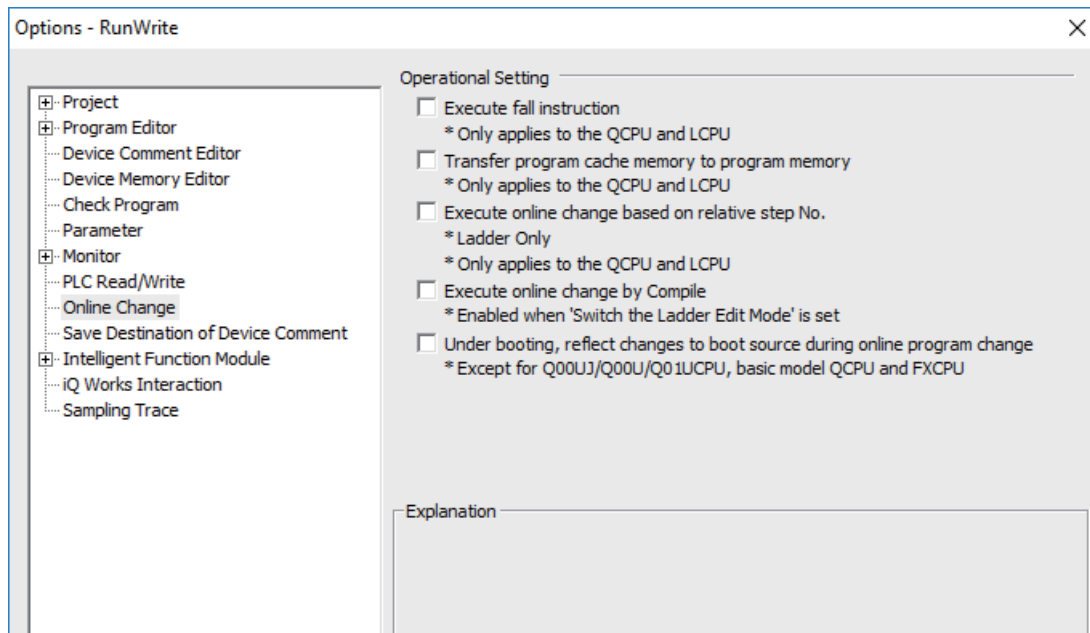 Options - RunWrite
Project
Program Editor
Device Comment Editor
Device Memory Editor
Check Program
Parameter
Monitor
PLC Read/Write
Online Change
Save Destination of Device Comment
Intelligent Function Module
iQ Works Interaction
Sampling Trace
Operational Setting
Execute fall instruction
* Only applies to the QCPU and LCPU
Transfer program cache memory to program memory
* Only applies to the QCPU and LCPU
Execute online change based on relative step No.
* Ladder Only
* Only applies to the QCPU and LCPU
Execute online change by Compile
* Enabled when 'Switch the Ladder Edit Mode' is set
Under booting, reflect changes to boot source during online program change
* Except for Q00UJ/Q00U/Q01UCPU, basic model QCPU and FXCPU
Explanation